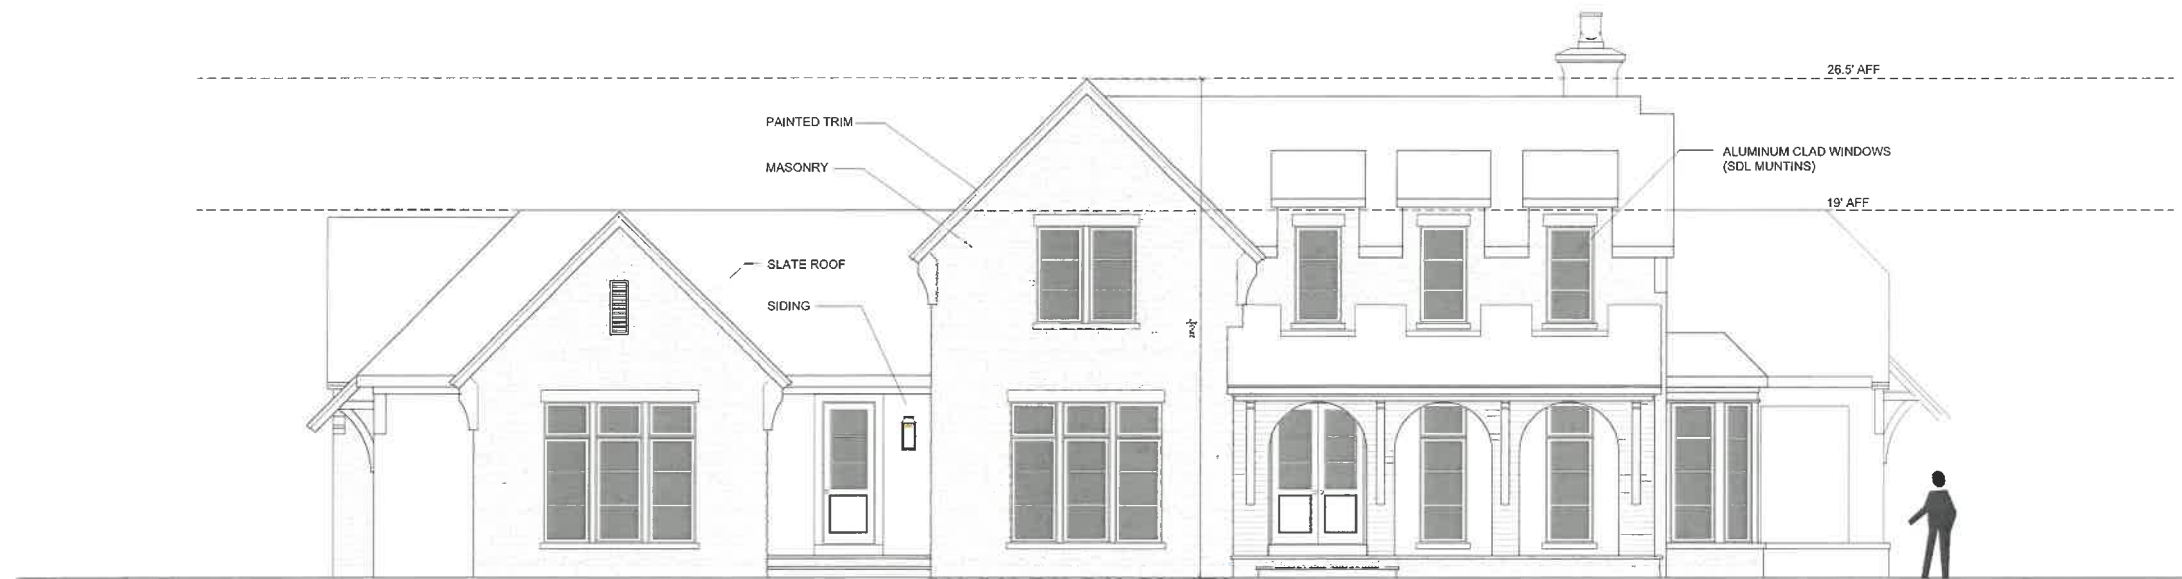 26.5' AFF
PAINTED TRIM
ALUMINUM CLAD WINDOWS
(SDL MUNTINS)
MASONRY
19' AFF
SLATE ROOF
SIDING